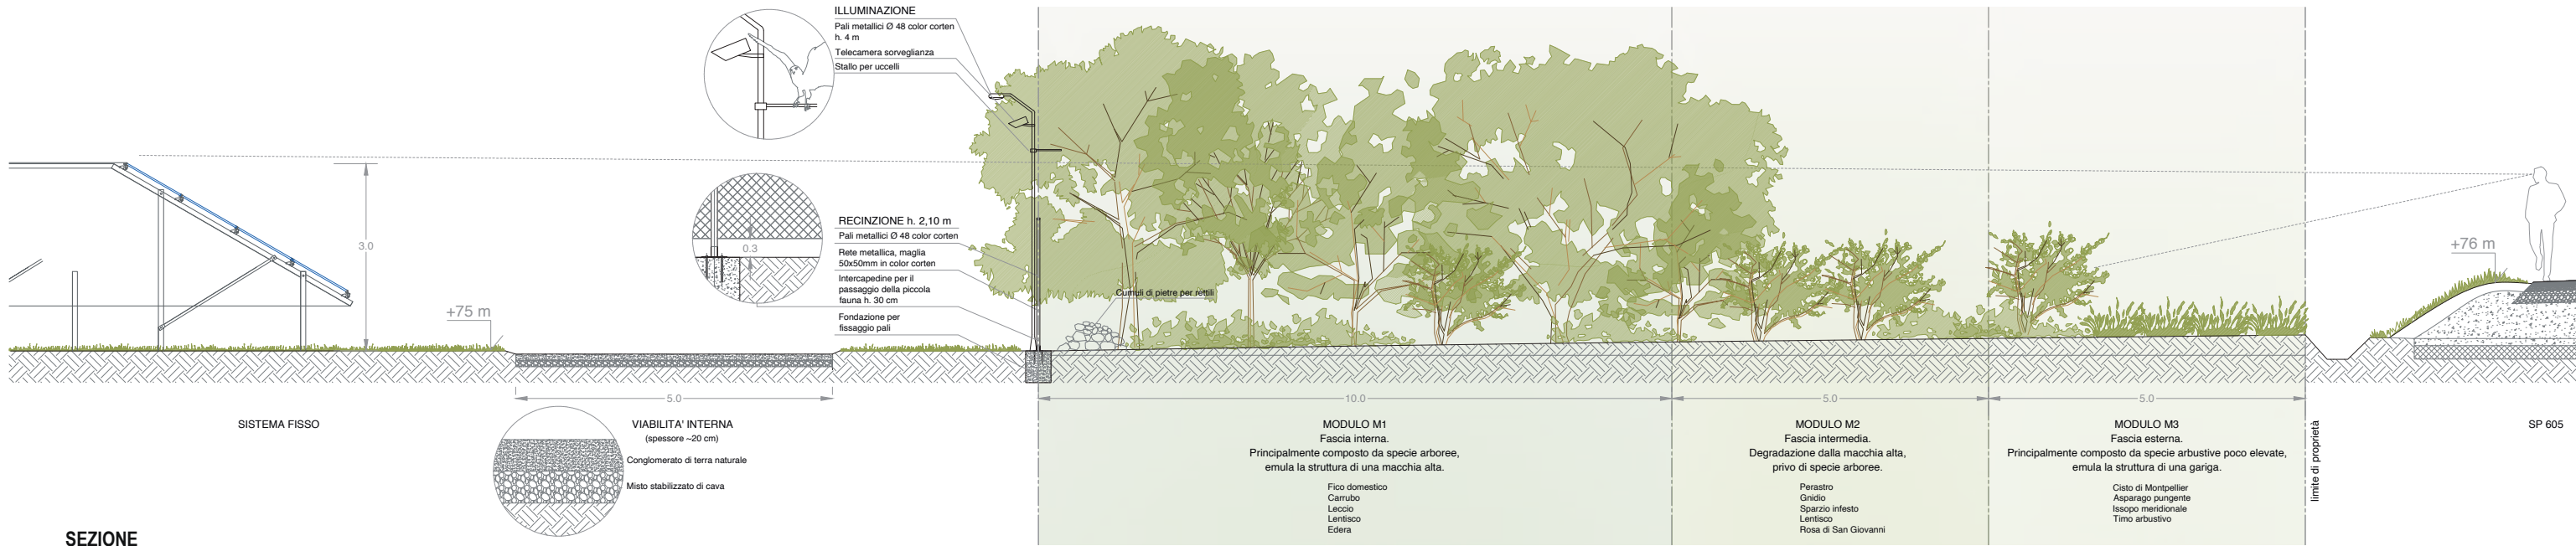 ILLUMINAZIONE
Pali metallici Ø 48 color corten
h. 4 m
Telecamera sorveglianza
Stallo per uccelli
3.0
+75 m
0.3
RECINZIONE h. 2,10 m
Pali metallici Ø 48 color corten
Rete metallica, maglia
50x50mm in color corten
Intercapedine per il
passaggio della piccola
fauna h. 30 cm
Fondazione per
fissaggio pali
Cumuli di pietre per rettili
+76 m
5.0
10.0
5.0
5.0
SISTEMA FISSO
VIABILITA' INTERNA
(spessore ~20 cm)
Conglomerato di terra naturale
Misto stabilizzato di cava
MODULO M1
Fascia interna.
Principalmente composto da specie arboree,
emula la struttura di una macchia alta.
Fico domestico
Carrubo
Leccio
Lentisco
Edera
MODULO M2
Fascia intermedia.
Degradazione dalla macchia alta,
privo di specie arboree.
Perastro
Gnidio
Sparzio infesto
Lentisco
Rosa di San Giovanni
MODULO M3
Fascia esterna.
Principalmente composto da specie arbustive poco elevate,
emula la struttura di una gariga.
Cisto di Montpellier
Asparago pungente
Issopo meridionale
Timo arbustivo
limite di proprietà
SP 605
SEZIONE